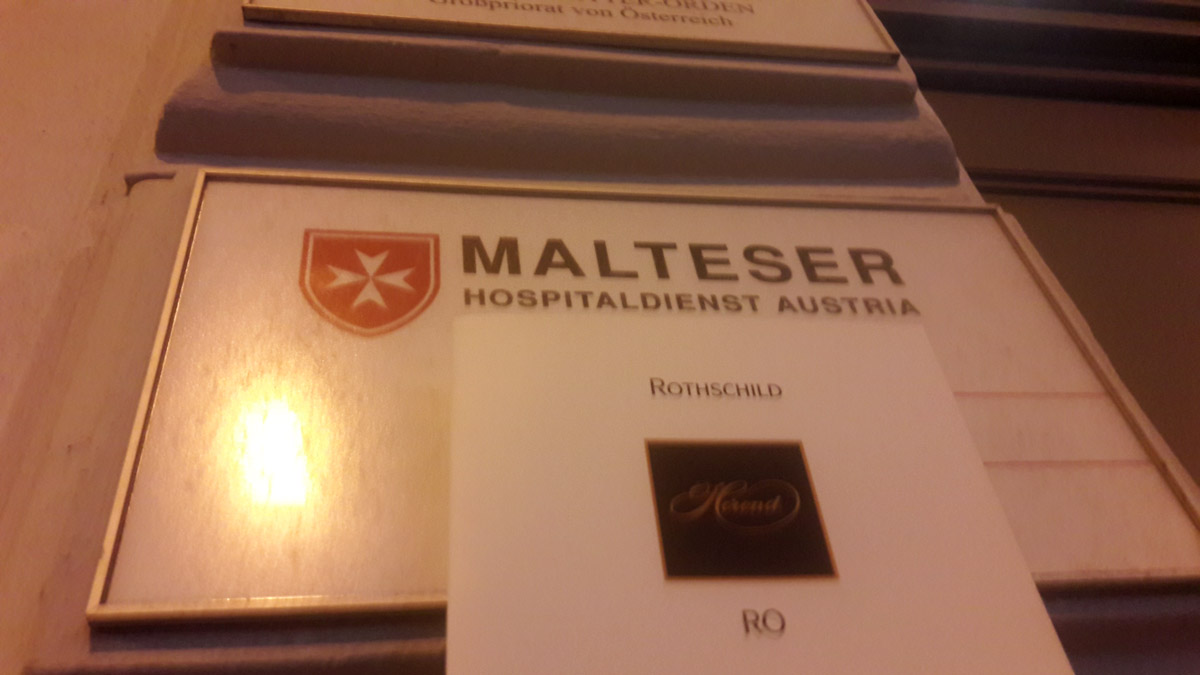 Großpriorat von Österreich
MALTESER
HOSPITALDIENST AUSTRIA
ROTHSCHILD
Herend
RO